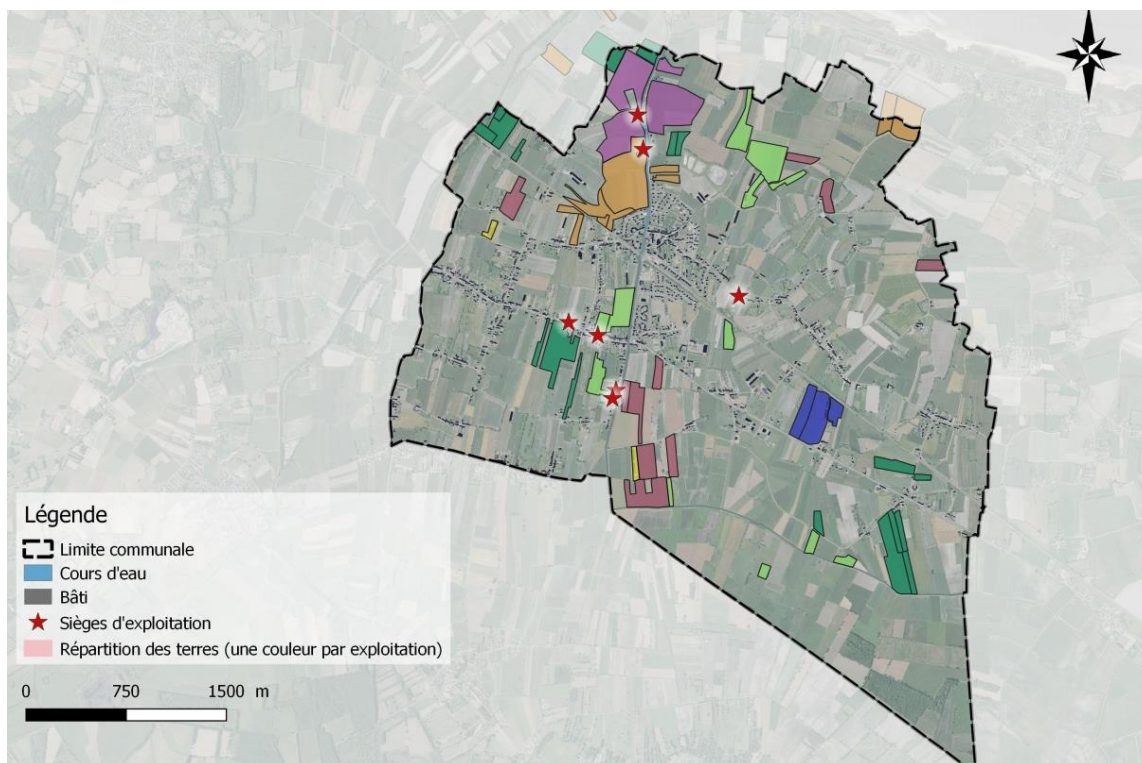 Légende
Limite communale
Cours d'eau
Bâti
Sièges d'exploitation
Répartition des terres (une couleur par exploitation)
0 750 1500 m